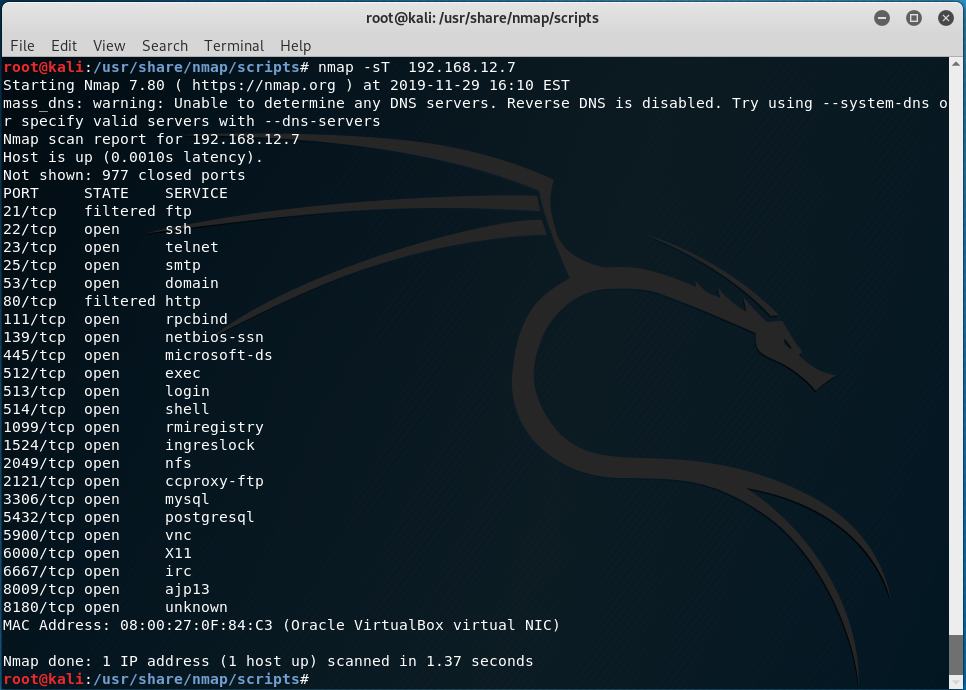 root@kali: /usr/share/nmap/scripts
File Edit View Search Terminal Help
root@kali:/usr/share/nmap/scripts# nmap -sT  192.168.12.7
Starting Nmap 7.80 ( https://nmap.org ) at 2019-11-29 16:10 EST
mass_dns: warning: Unable to determine any DNS servers. Reverse DNS is disabled. Try using --system-dns o
r specify valid servers with --dns-servers
Nmap scan report for 192.168.12.7
Host is up (0.0010s latency).
Not shown: 977 closed ports
PORT     STATE    SERVICE
21/tcp   filtered ftp
22/tcp   open     ssh
23/tcp   open     telnet
25/tcp   open     smtp
53/tcp   open     domain
80/tcp   filtered http
111/tcp  open     rpcbind
139/tcp  open     netbios-ssn
445/tcp  open     microsoft-ds
512/tcp  open     exec
513/tcp  open     login
514/tcp  open     shell
1099/tcp open     rmiregistry
1524/tcp open     ingreslock
2049/tcp open     nfs
2121/tcp open     ccproxy-ftp
3306/tcp open     mysql
5432/tcp open     postgresql
5900/tcp open     vnc
6000/tcp open     X11
6667/tcp open     irc
8009/tcp open     ajp13
8180/tcp open     unknown
MAC Address: 08:00:27:0F:84:C3 (Oracle VirtualBox virtual NIC)
Nmap done: 1 IP address (1 host up) scanned in 1.37 seconds
root@kali:/usr/share/nmap/scripts#